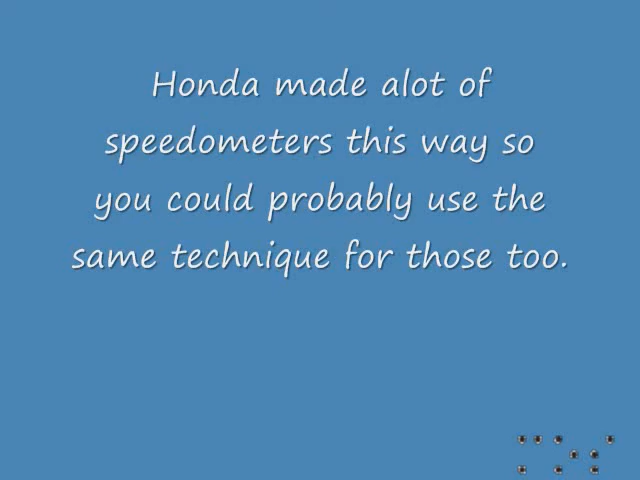 Honda made alot of
speedometers this way so
you could probably use the
same technique for those too.